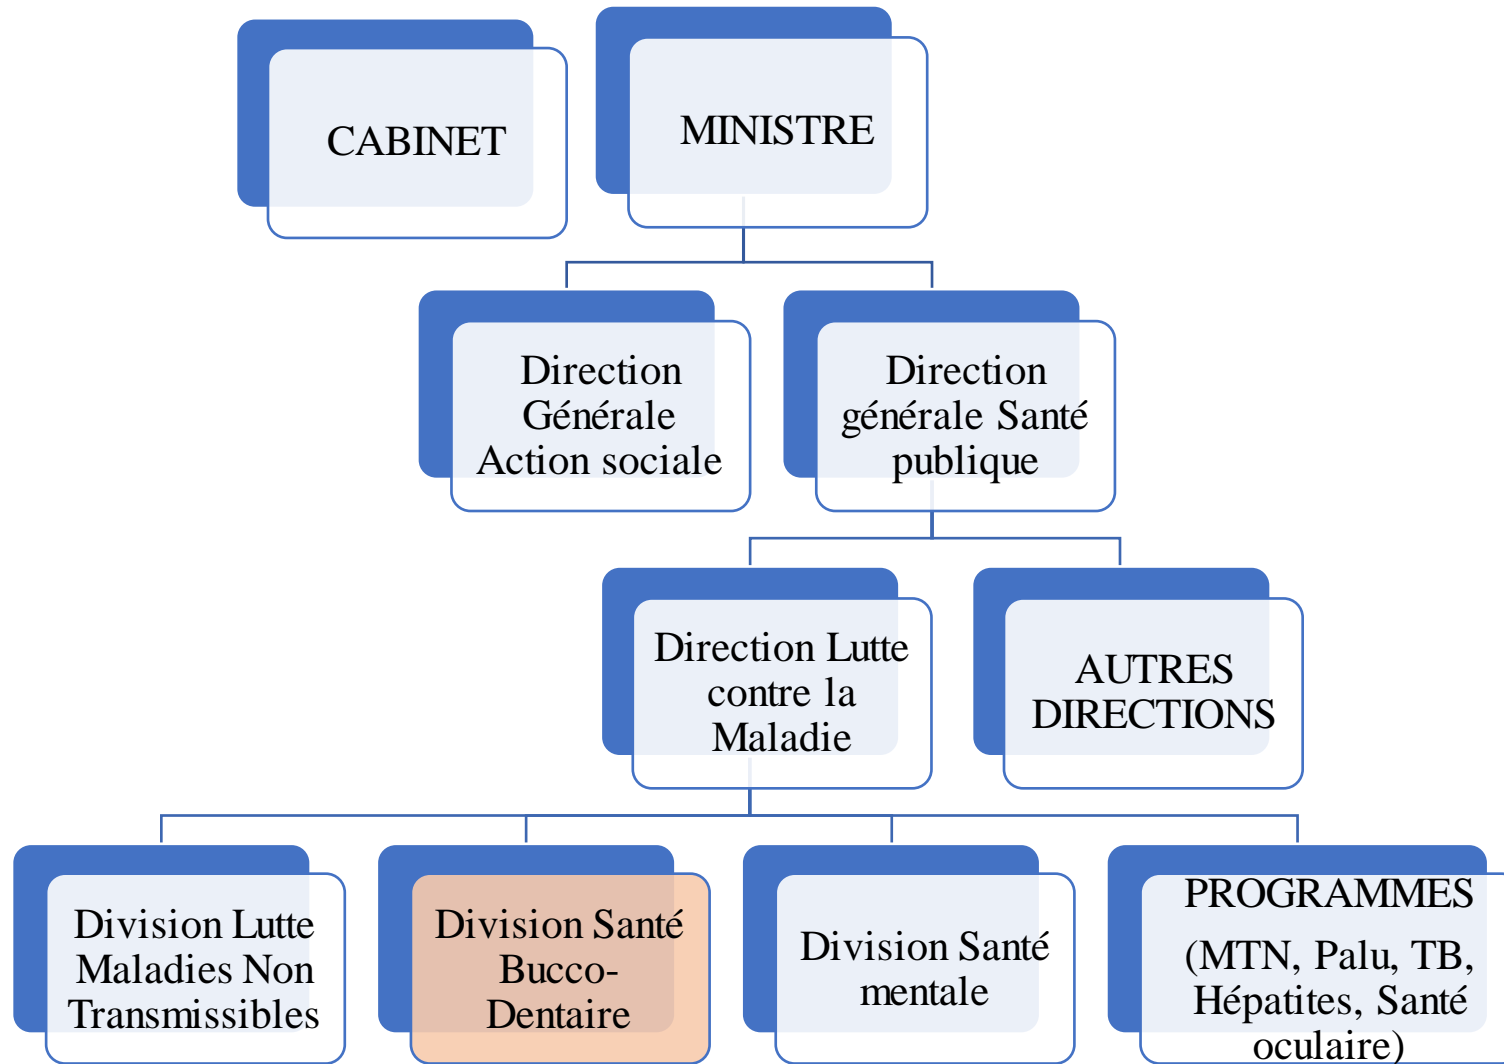 CABINET
MINISTRE
Direction
Générale
Action sociale
Direction
générale Santé
publique
Direction Lutte
contre la
Maladie
AUTRES
DIRECTIONS
Division Lutte
Maladies Non
Transmissibles
Division Santé
Bucco-
Dentaire
Division Santé
mentale
PROGRAMMES
(MTN, Palu, TB,
Hépatites, Santé
oculaire)